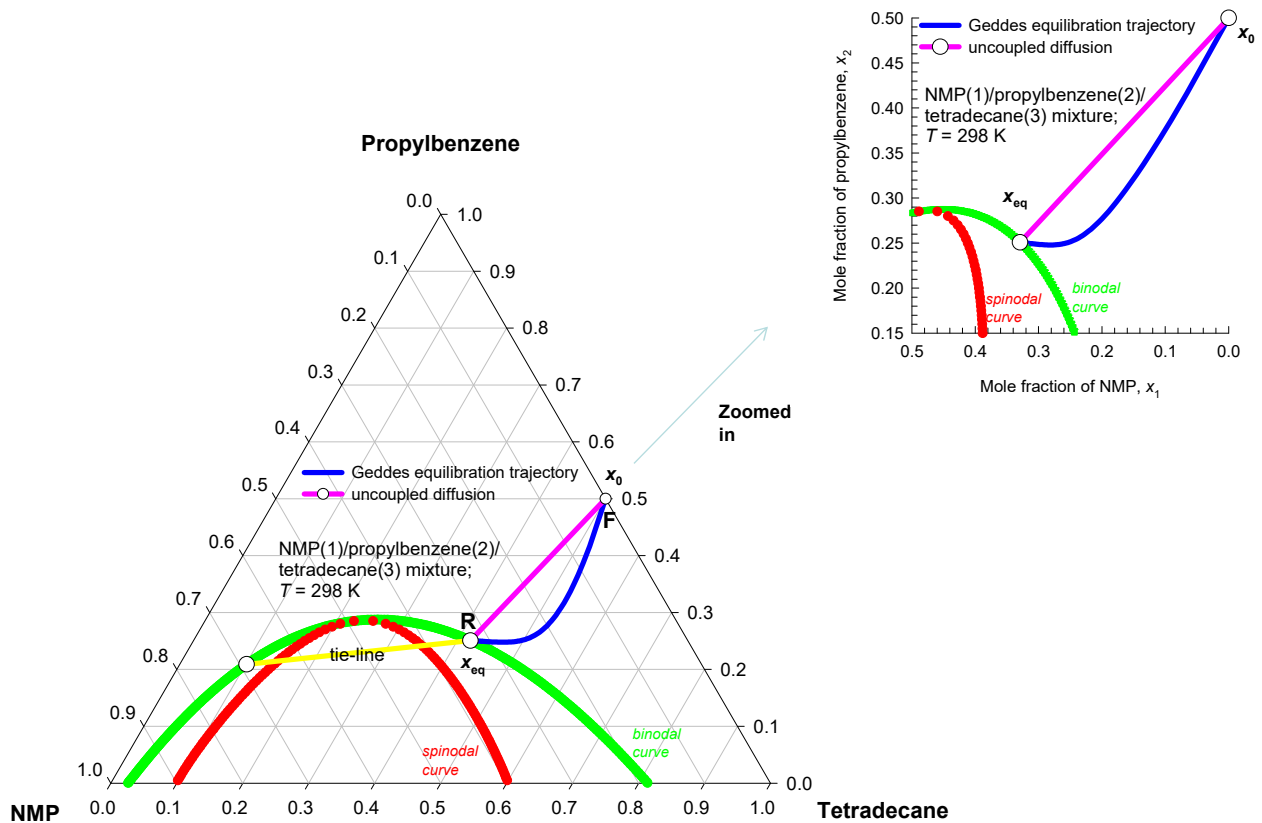 Propylbenzene
0.0
1.0
0.1
0.9
0.2
0.8
0.3
0.7
0.4
0.6
Geddes equilibration trajectory
uncoupled diffusion
x0
0.5
0.5
F
NMP(1)/propylbenzene(2)/
tetradecane(3) mixture;
T = 298 K
0.6
0.4
0.7
0.3
R
tie-line
xeq
0.8
0.2
0.9
0.1
spinodal
curve
binodal
curve
1.0
0.0
0.0
0.1
0.2
0.3
0.4
0.5
0.6
0.7
0.8
0.9
1.0
NMP
Tetradecane
Zoomed
in
Geddes equilibration trajectory
uncoupled diffusion
x0
NMP(1)/propylbenzene(2)/
tetradecane(3) mixture;
T = 298 K
xeq
spinodal
curve
binodal
curve
Mole fraction of propylbenzene, x2
0.50
0.45
0.40
0.35
0.30
0.25
0.20
0.15
0.5
0.4
0.3
0.2
0.1
0.0
Mole fraction of NMP, x1